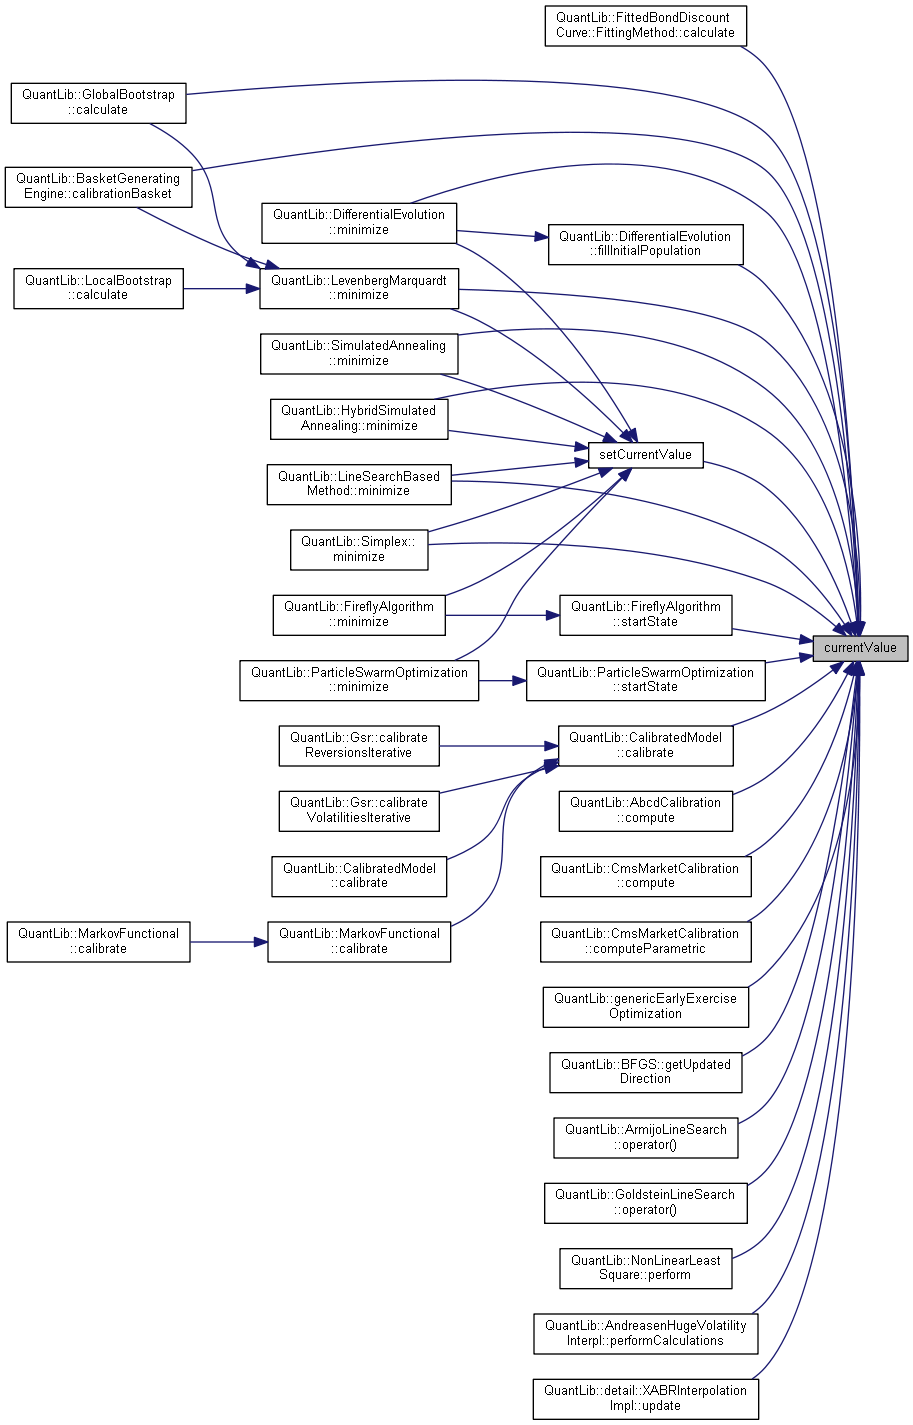 QuantLib::FittedBondDiscount
Curve::FittingMethod::calculate
QuantLib::GlobalBootstrap
::calculate
QuantLib::BasketGenerating
Engine::calibrationBasket
QuantLib::DifferentialEvolution
::minimize
QuantLib::DifferentialEvolution
::fillInitialPopulation
QuantLib::LocalBootstrap
::calculate
QuantLib::LevenbergMarquardt
::minimize
QuantLib::SimulatedAnnealing
::minimize
QuantLib::HybridSimulated
Annealing::minimize
setCurrentValue
QuantLib::LineSearchBased
Method::minimize
QuantLib::Simplex::
minimize
QuantLib::FireflyAlgorithm
::minimize
QuantLib::FireflyAlgorithm
::startState
currentValue
QuantLib::ParticleSwarmOptimization
::minimize
QuantLib::ParticleSwarmOptimization
::startState
QuantLib::Gsr::calibrate
ReversionsIterative
QuantLib::CalibratedModel
::calibrate
QuantLib::Gsr::calibrate
VolatilitiesIterative
QuantLib::AbcdCalibration
::compute
QuantLib::CalibratedModel
::calibrate
QuantLib::CmsMarketCalibration
::compute
QuantLib::MarkovFunctional
::calibrate
QuantLib::MarkovFunctional
::calibrate
QuantLib::CmsMarketCalibration
::computeParametric
QuantLib::genericEarlyExercise
Optimization
QuantLib::BFGS::getUpdated
Direction
QuantLib::ArmijoLineSearch
::operator()
QuantLib::GoldsteinLineSearch
::operator()
QuantLib::NonLinearLeast
Square::perform
QuantLib::AndreasenHugeVolatility
Interpl::performCalculations
QuantLib::detail::XABRInterpolation
Impl::update